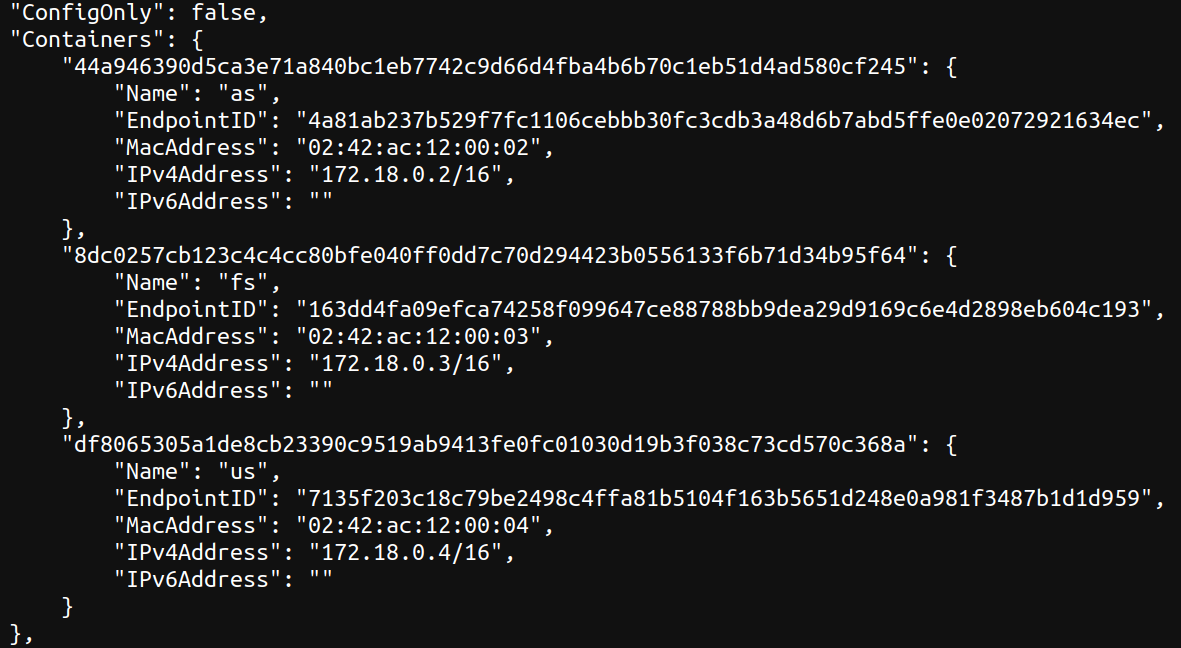 "ConfigOnly": false,
"Containers": {
    "44a946390d5ca3e71a840bc1eb7742c9d66d4fba4b6b70c1eb51d4ad580cf245": {
        "Name": "as",
        "EndpointID": "4a81ab237b529f7fc1106cebbb30fc3cdb3a48d6b7abd5ffe0e02072921634ec",
        "MacAddress": "02:42:ac:12:00:02",
        "IPv4Address": "172.18.0.2/16",
        "IPv6Address": ""
    },
    "8dc0257cb123c4c4cc80bfe040ff0dd7c70d294423b0556133f6b71d34b95f64": {
        "Name": "fs",
        "EndpointID": "163dd4fa09efca74258f099647ce88788bb9dea29d9169c6e4d2898eb604c193",
        "MacAddress": "02:42:ac:12:00:03",
        "IPv4Address": "172.18.0.3/16",
        "IPv6Address": ""
    },
    "df8065305a1de8cb23390c9519ab9413fe0fc01030d19b3f038c73cd570c368a": {
        "Name": "us",
        "EndpointID": "7135f203c18c79be2498c4ffa81b5104f163b5651d248e0a981f3487b1d1d959",
        "MacAddress": "02:42:ac:12:00:04",
        "IPv4Address": "172.18.0.4/16",
        "IPv6Address": ""
    }
},